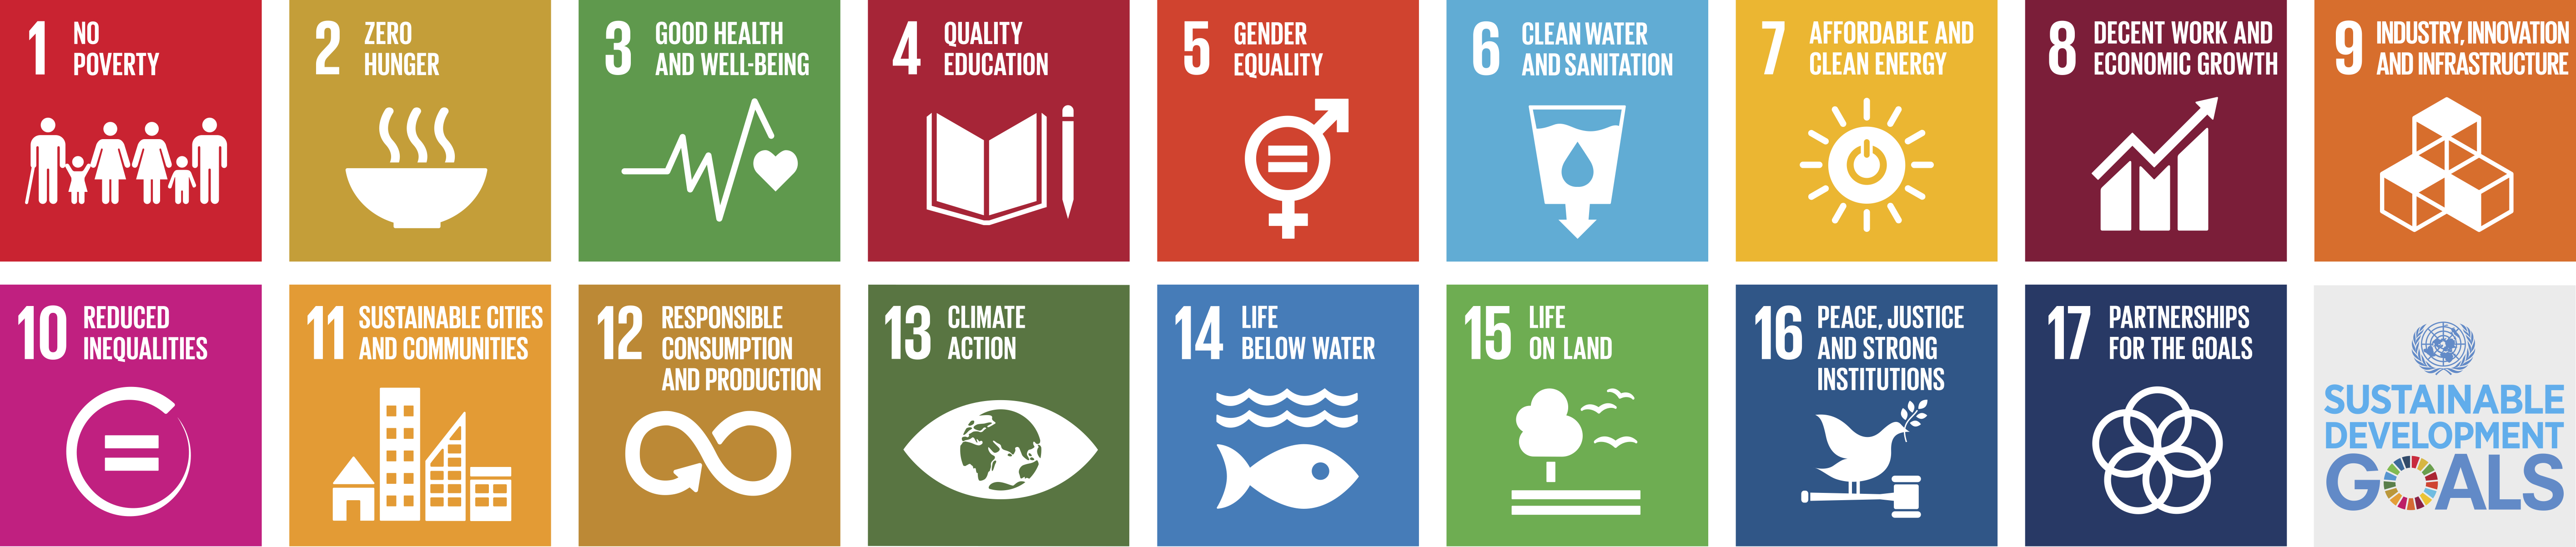 1 NO
POVERTY
2 ZERO
HUNGER
3 GOOD HEALTH
AND WELL-BEING
4 QUALITY
EDUCATION
5 GENDER
EQUALITY
6 CLEAN WATER
AND SANITATION
7 AFFORDABLE AND
CLEAN ENERGY
8 DECENT WORK AND
ECONOMIC GROWTH
9 INDUSTRY, INNOVATION
AND INFRASTRUCTURE
10 REDUCED
INEQUALITIES
11 SUSTAINABLE CITIES
AND COMMUNITIES
12 RESPONSIBLE
CONSUMPTION
AND PRODUCTION
13 CLIMATE
ACTION
14 LIFE
BELOW WATER
15 LIFE
ON LAND
16 PEACE, JUSTICE
AND STRONG
INSTITUTIONS
17 PARTNERSHIPS
FOR THE GOALS
SUSTAINABLE
DEVELOPMENT
GOALS